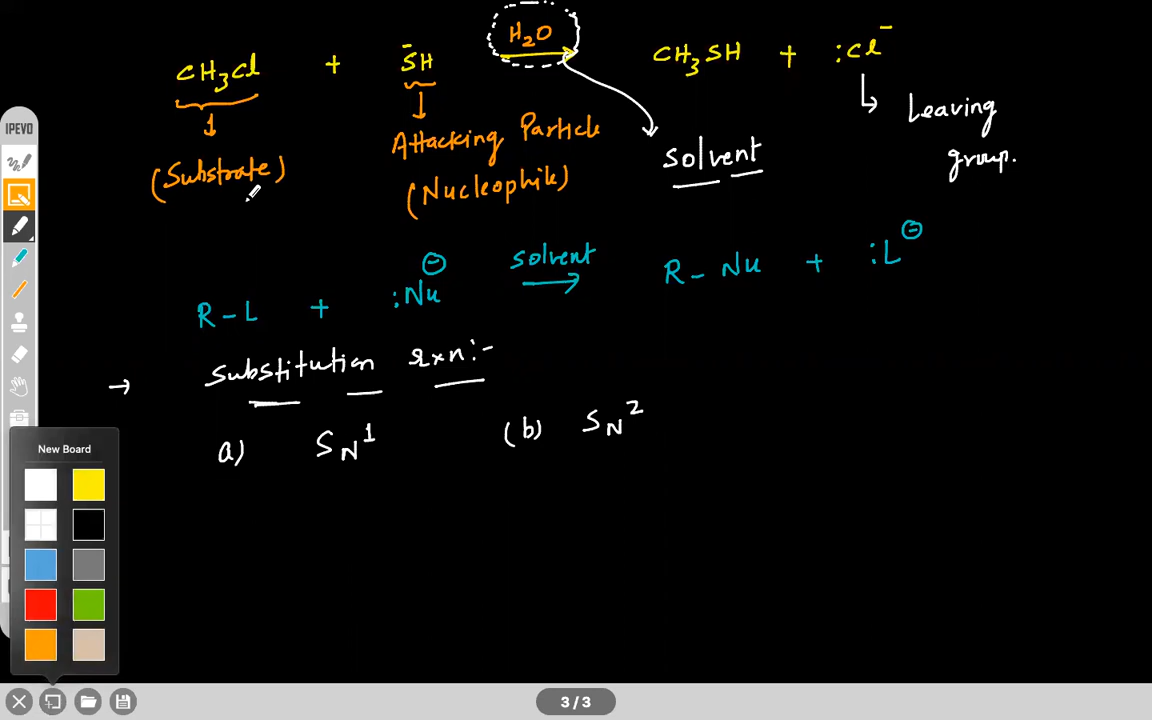 CH₃Cl + S̄H H₂O CH₃SH + :Cl⁻
(Substrate)
Attacking Particle
(Nucleophile)
solvent
Leaving
group.
R-L + :Nu⊖ solvent R-Nu + :L⊖
→ Substitution rxn:-
a) SN1 (b) SN2
IPEVO
New Board
3/3